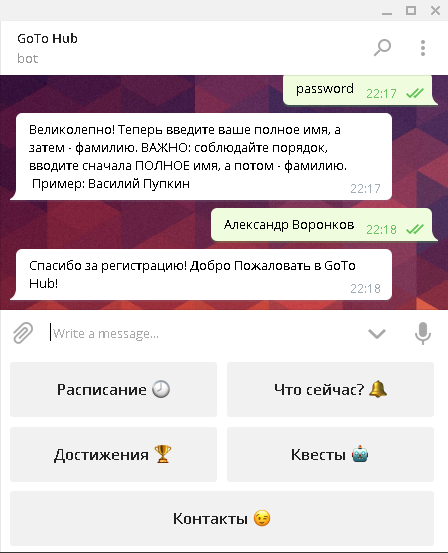 GoTo Hub
bot
password
22:17
Великолепно! Теперь введите ваше полное имя, а
затем - фамилию. ВАЖНО: соблюдайте порядок,
вводите сначала ПОЛНОЕ имя, а потом - фамилию.
Пример: Василий Пупкин
22:17
Александр Воронков 22:18
Спасибо за регистрацию! Добро Пожаловать в GoTo
Hub!
22:18
Write a message...
Расписание 🕗 Что сейчас? 🔔
Достижения 🏆 Квесты 🤖
Контакты 😉